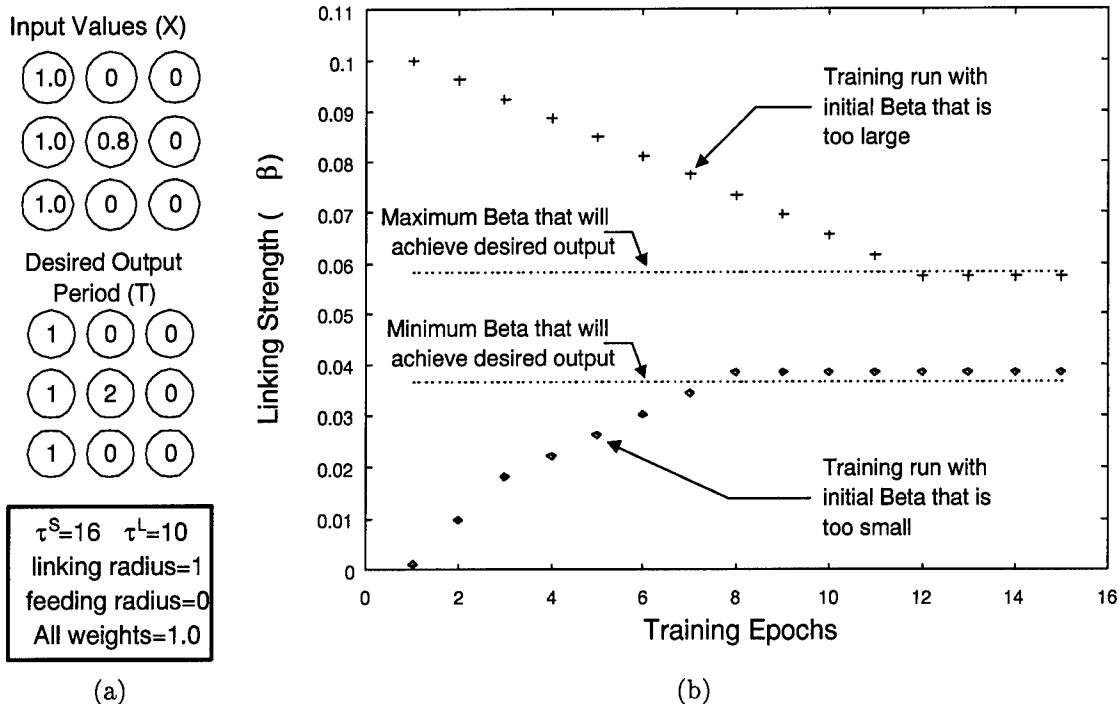 Input Values (X)
1.0 0 0
1.0 0.8 0
1.0 0 0
Desired Output
Period (T)
1 0 0
1 2 0
1 0 0
τS=16 τL=10
linking radius=1
feeding radius=0
All weights=1.0
(a)
Linking Strength ( β)
0.11
0.1
0.09
0.08
0.07
0.06
0.05
0.04
0.03
0.02
0.01
0
Training run with
initial Beta that is
too large
Maximum Beta that will
achieve desired output
Minimum Beta that will
achieve desired output
Training run with
initial Beta that is
too small
0 2 4 6 8 10 12 14 16
Training Epochs
(b)